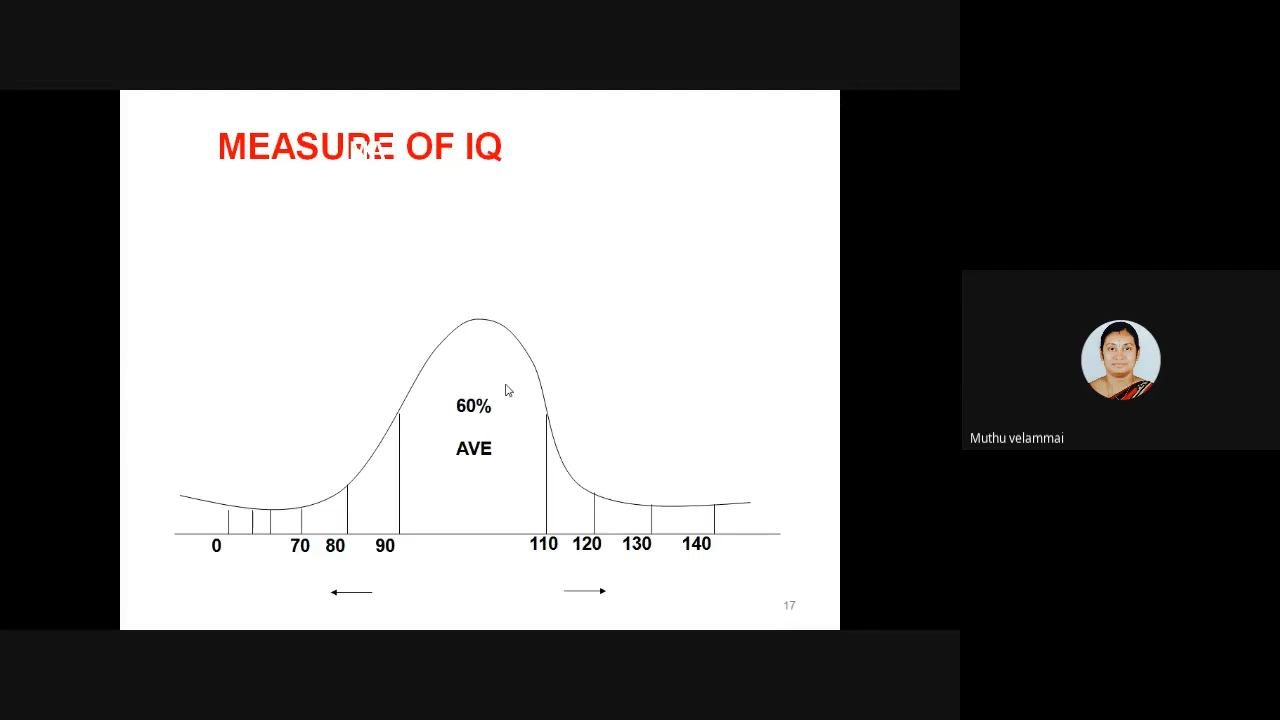 MEASURE OF IQ
60%
AVE
0 70 80 90 110 120 130 140
17
Muthu velammai